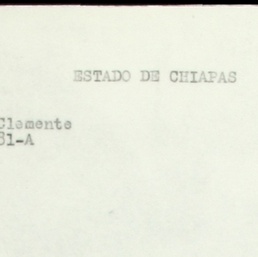 ESTADO DE CHIAPAS
Clemente
81-A